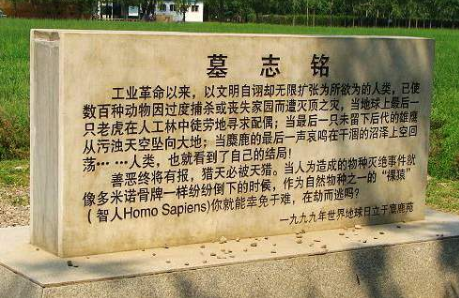 墓志铭
工业革命以来，以文明自诩却无限扩张为所欲为的人类，已使
数百种动物因过度捕杀或丧失家园而遭灭顶之灾，当地球上最后一
只老虎在人工林中徒劳地寻求配偶；当最后一只未留下后代的雄鹰
从污浊天空坠向大地；当麋鹿的最后一声哀鸣在干涸的沼泽上空回
荡……人类，也就看到了自己的结局！
善恶终将有报，猎天必被天猎。当人为造成的物种灭绝事件就
像多米诺骨牌一样纷纷倒下的时候，作为自然物种之一的“裸猿”
（智人Homo Sapiens)你就能幸免于难，在劫而逃吗？
一九九九年世界地球日立于麋鹿苑